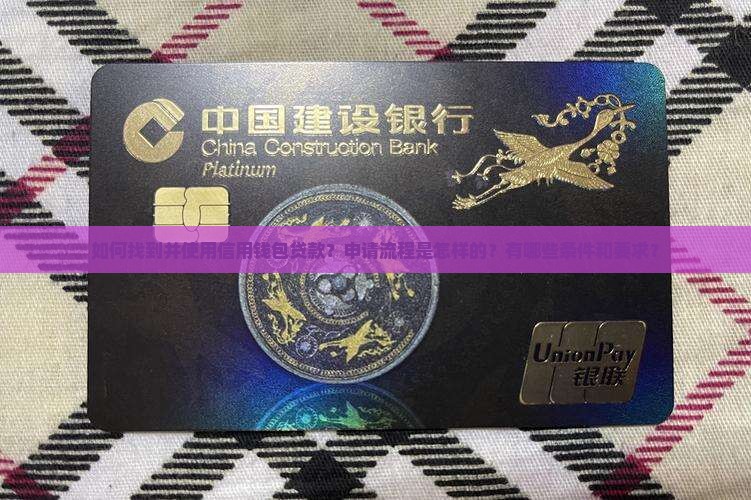 中国建设银行
China Construction Bank
Platinum
如何找到并使用信用钱包贷款？申请流程是怎样的？有哪些条件和要求？
UnionPay
银联